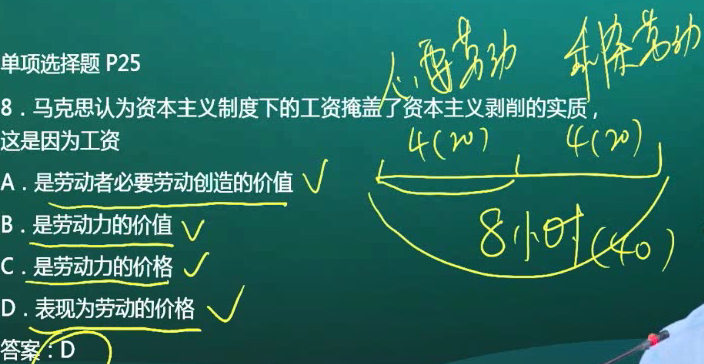 单项选择题 P25
必要劳动 剩余劳动
8．马克思认为资本主义制度下的工资掩盖了资本主义剥削的实质，
这是因为工资
4(20) 4(20)
A．是劳动者必要劳动创造的价值
B．是劳动力的价值
8小时(40)
C．是劳动力的价格
D．表现为劳动的价格
答案：D